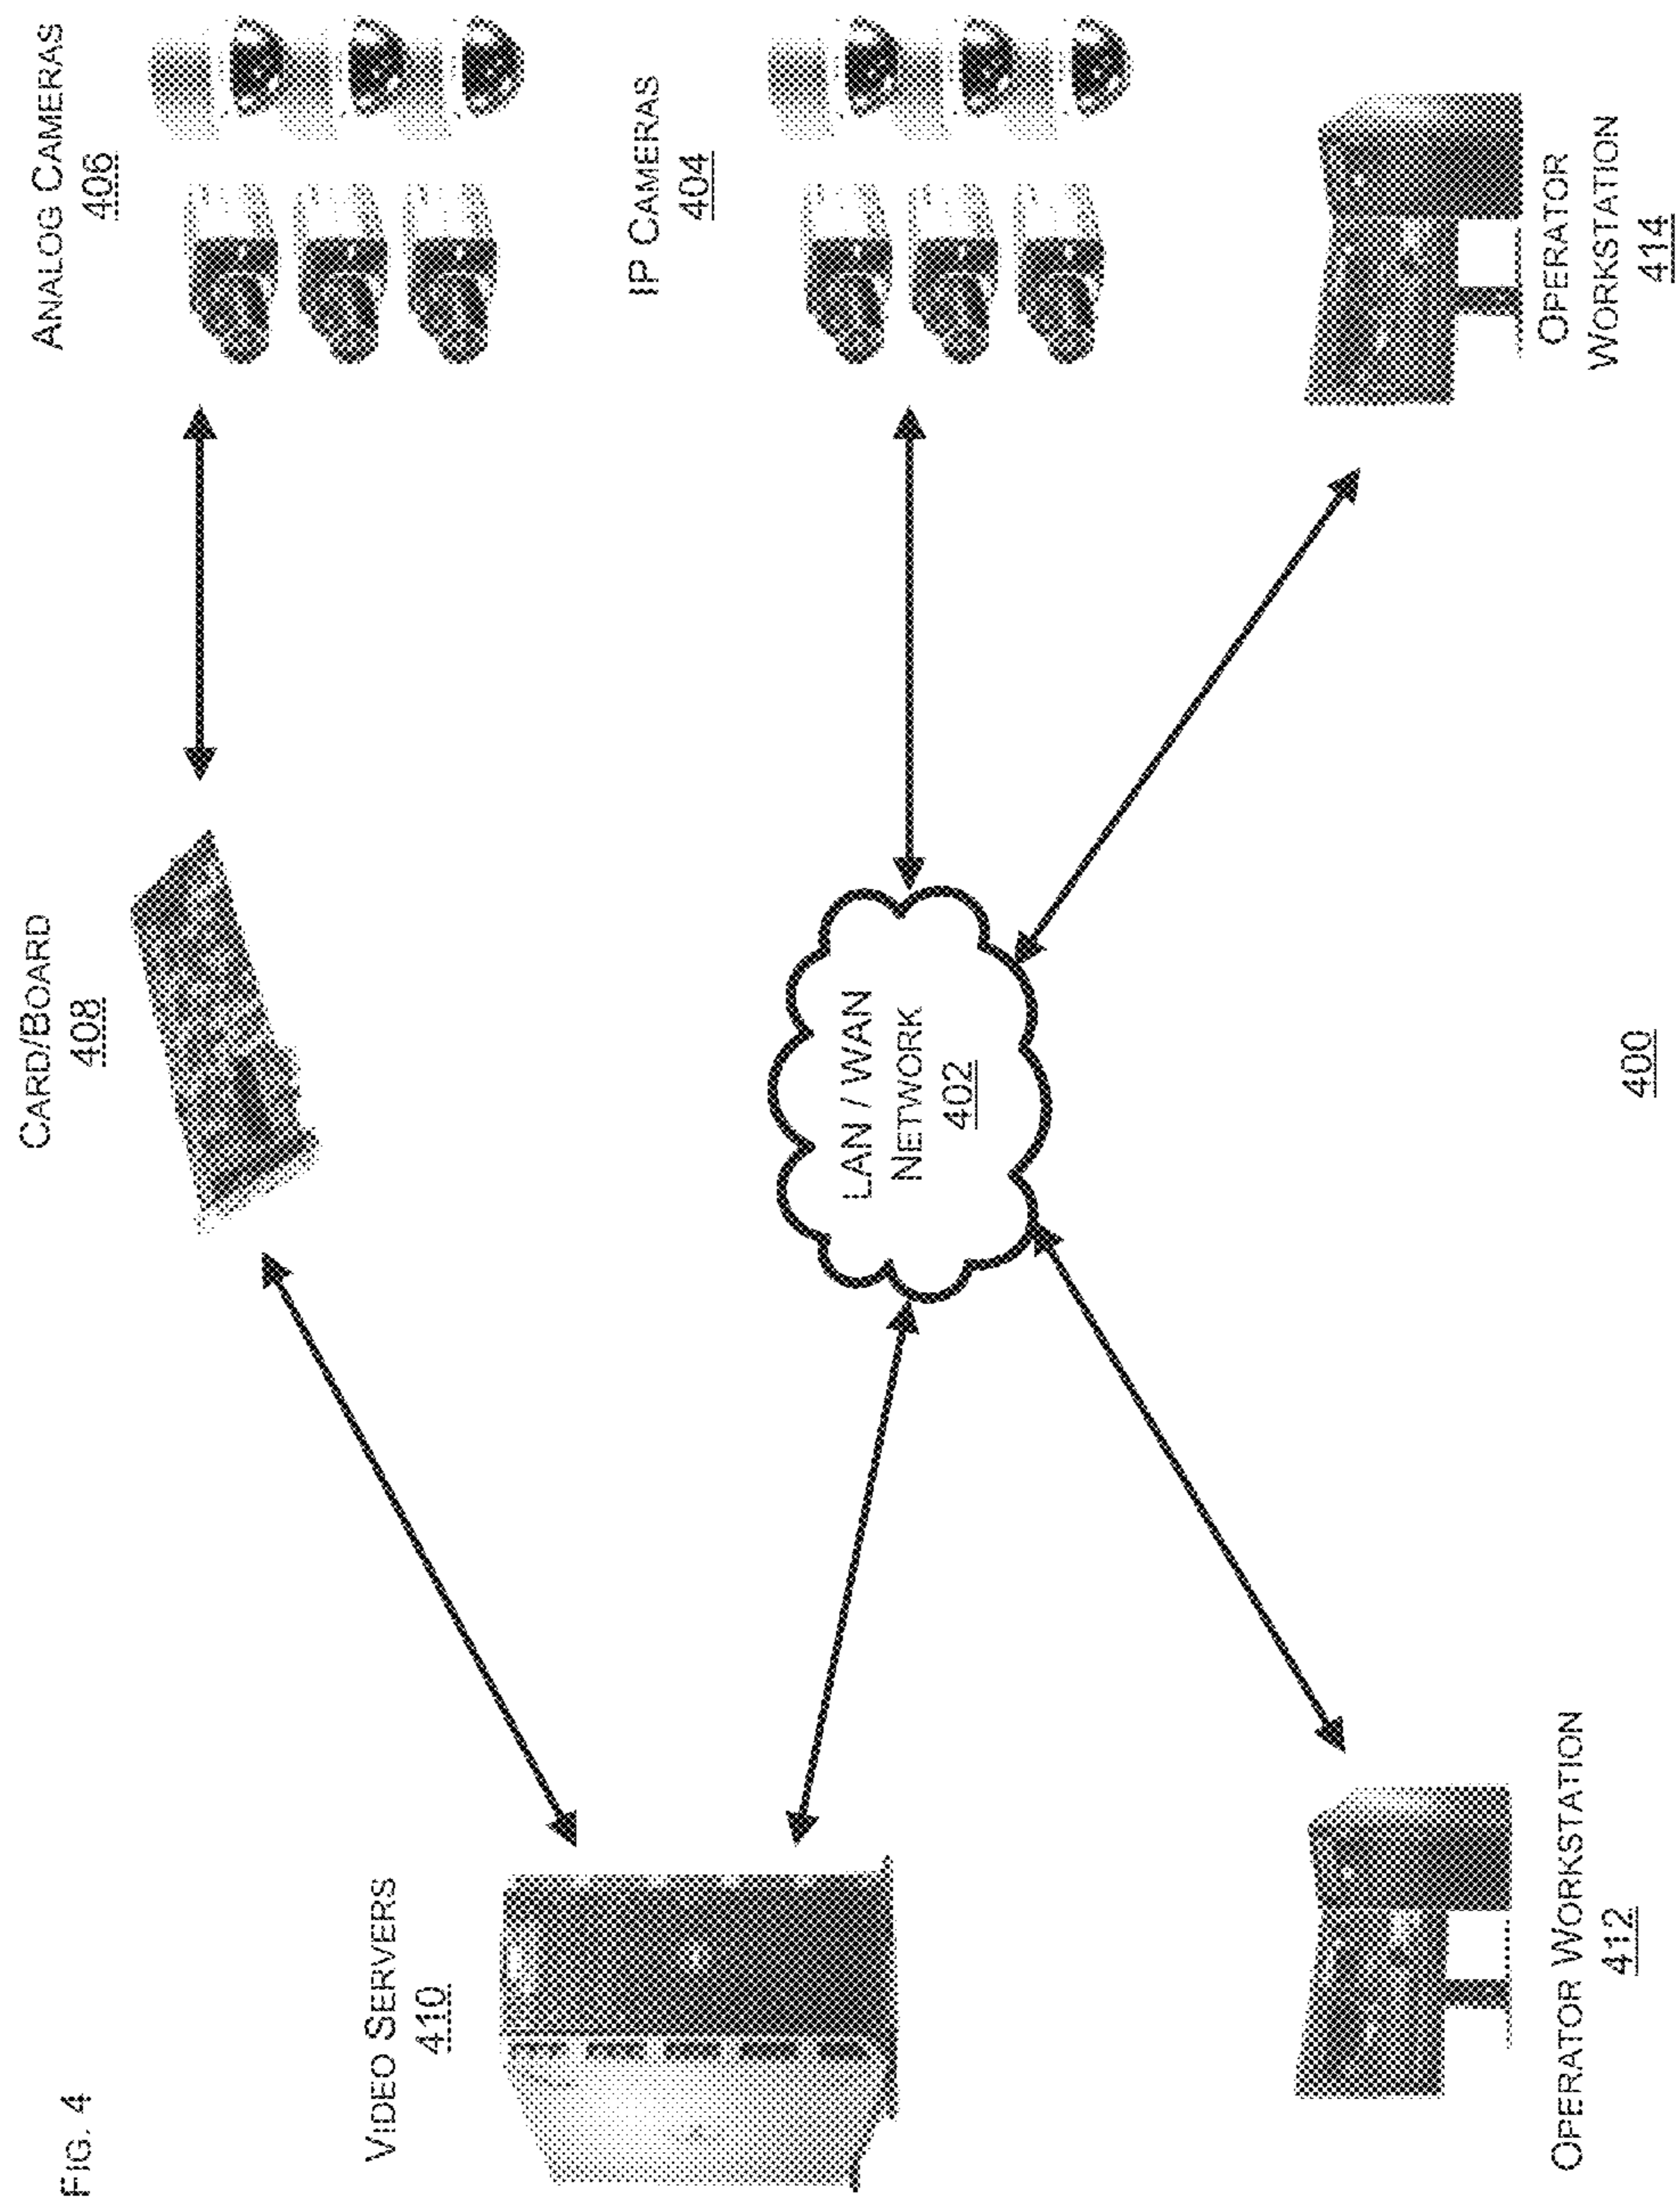 FIG. 4
CARD/BOARD
408
ANALOG CAMERAS
406
VIDEO SERVERS
410
IP CAMERAS
404
LAN / WAN
NETWORK
402
OPERATOR WORKSTATION
412
OPERATOR
WORKSTATION
414
400